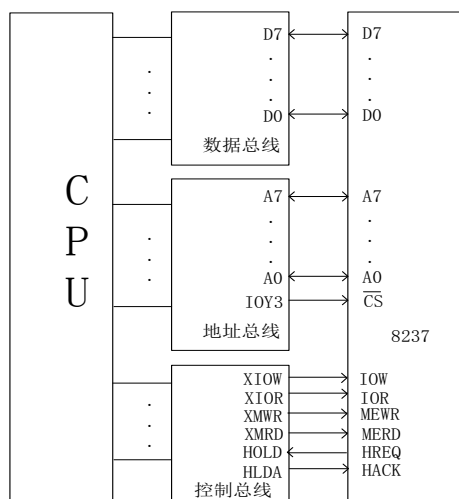 D7 D7
. . .
. . .
. . .
D0 D0
数据总线
C
P
U
A7 A7
. . .
. . .
. . .
A0 A0
IOY3 CS
地址总线
8237
XIOW IOW
XIOR IOR
XMWR MEWR
XMRD MERD
HOLD HREQ
HLDA HACK
控制总线